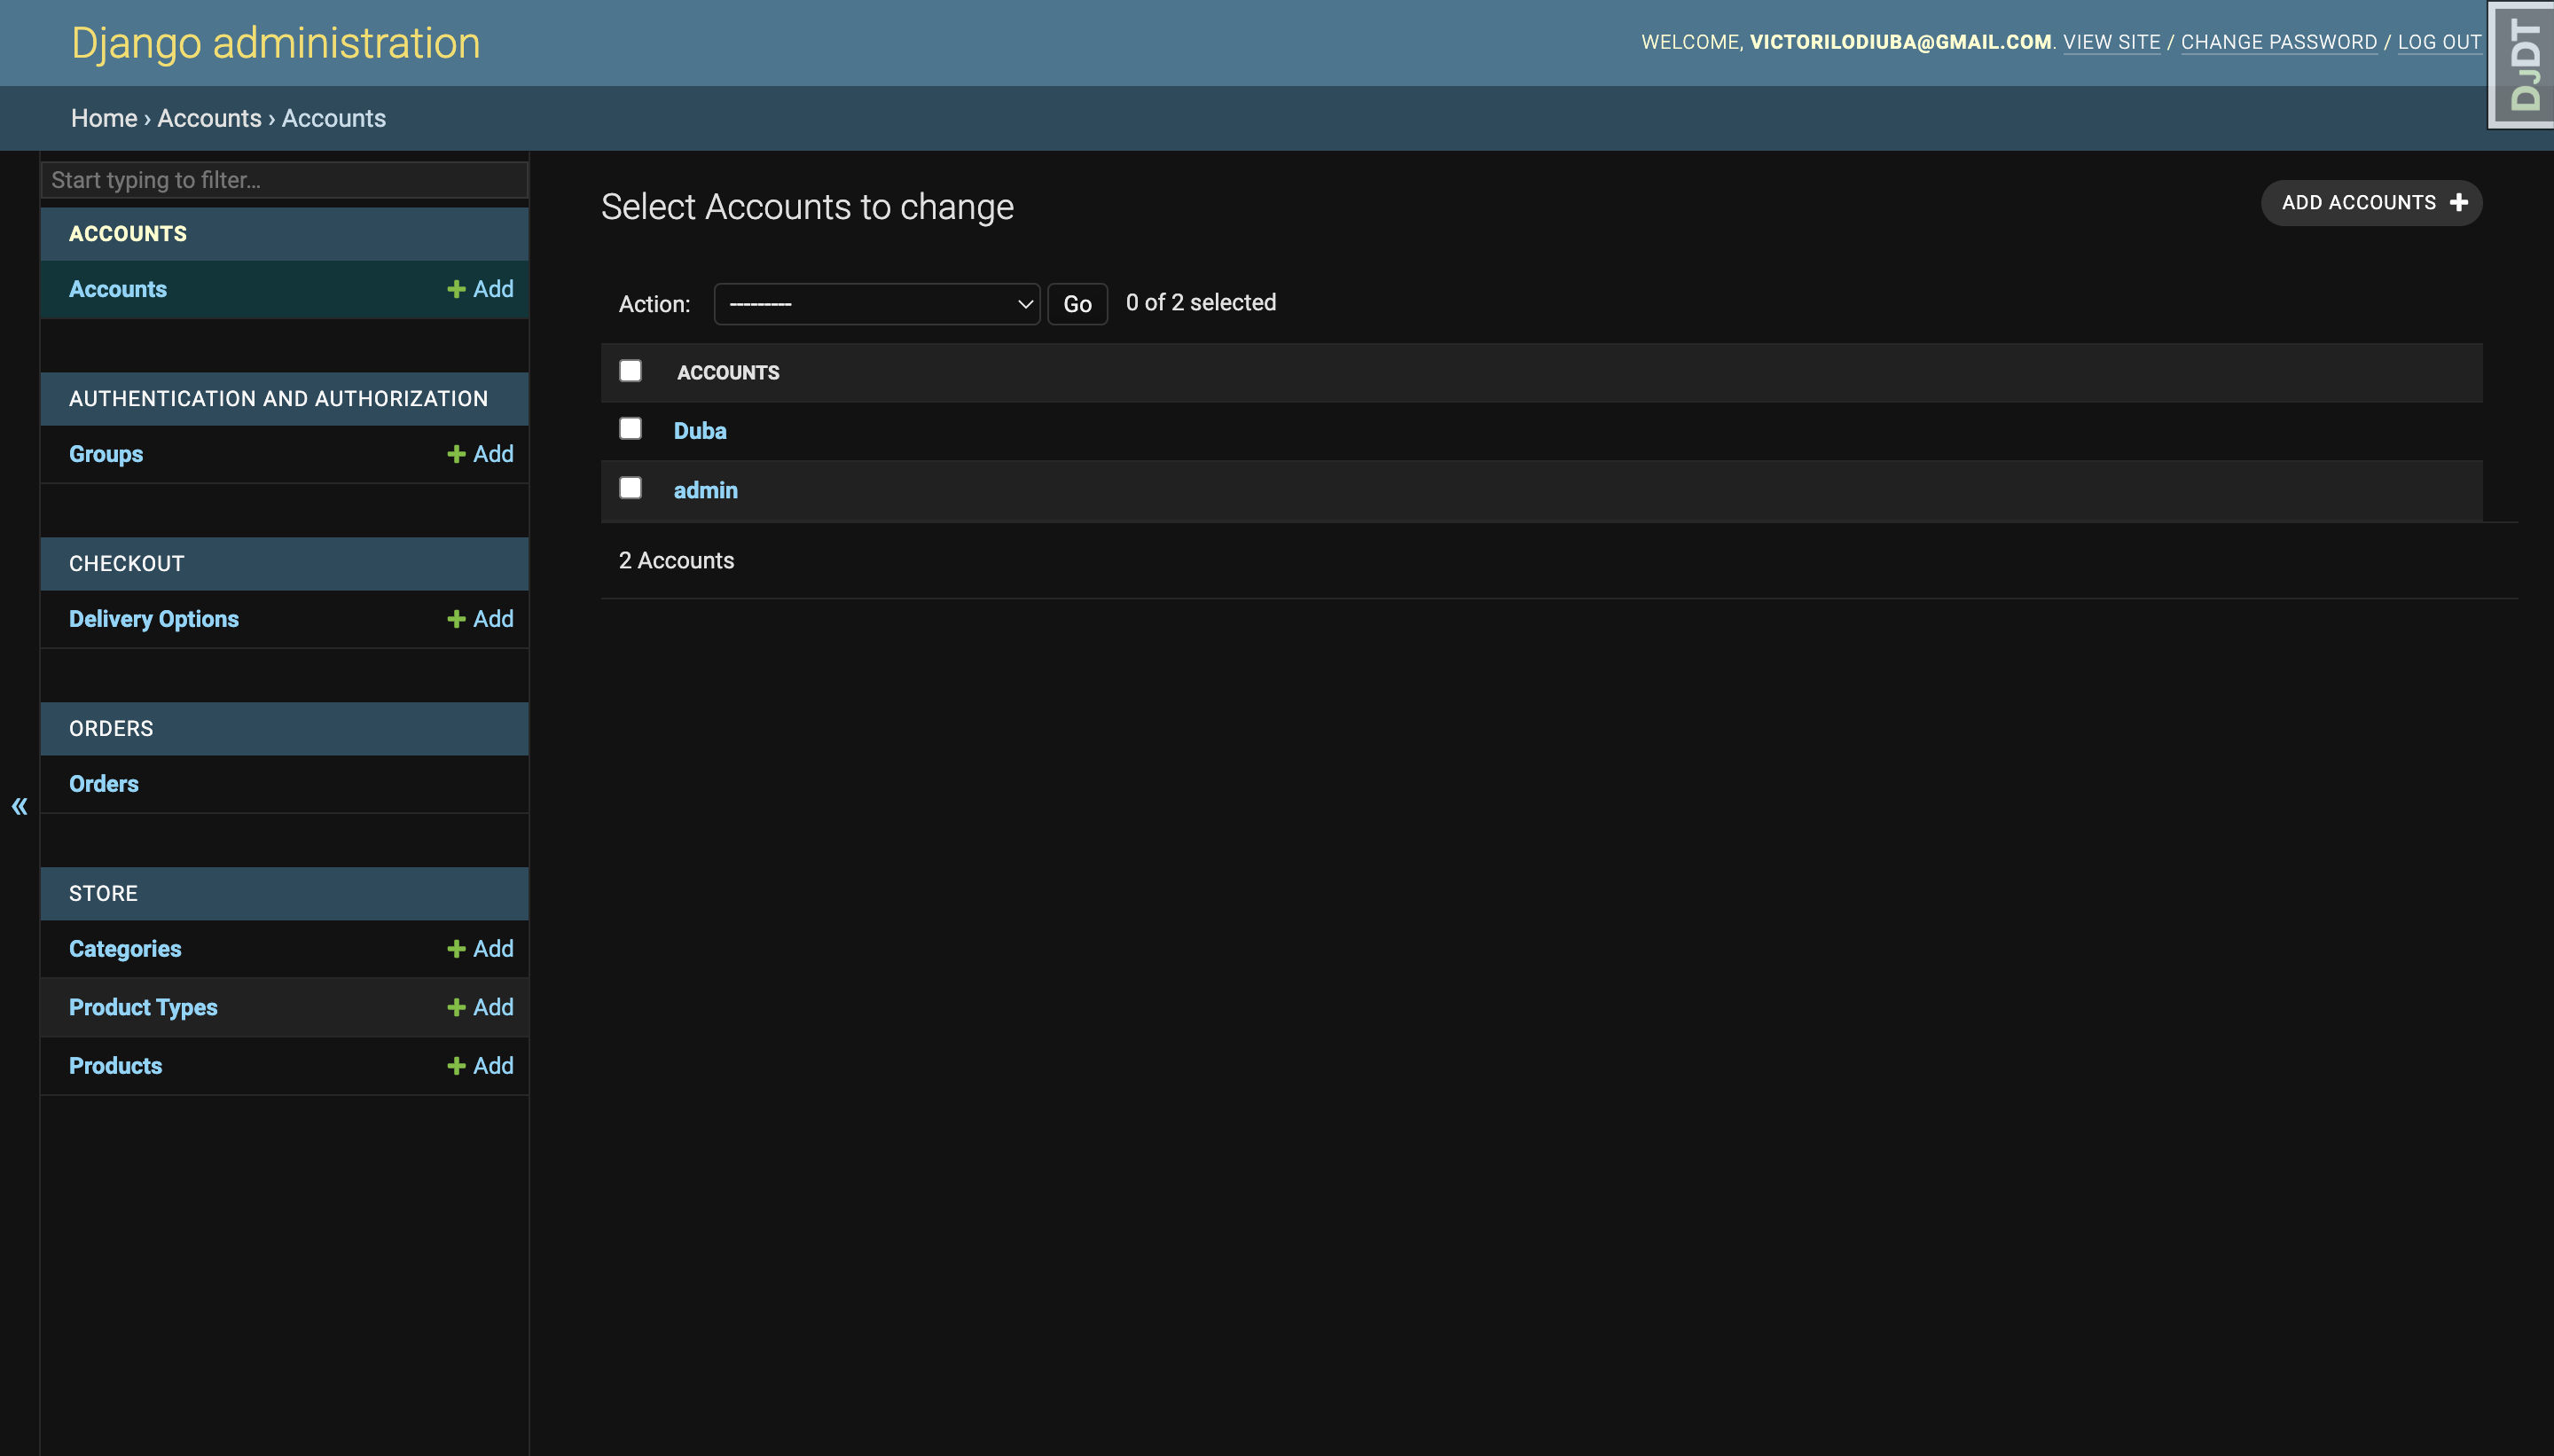 Django administration
WELCOME, VICTORILODIUBA@GMAIL.COM. VIEW SITE / CHANGE PASSWORD / LOG OUT
DJDT
Home › Accounts › Accounts
Start typing to filter…
ACCOUNTS
Accounts + Add
AUTHENTICATION AND AUTHORIZATION
Groups + Add
CHECKOUT
Delivery Options + Add
ORDERS
Orders
STORE
Categories + Add
Product Types + Add
Products + Add
«
Select Accounts to change
ADD ACCOUNTS +
Action: --------- Go 0 of 2 selected
ACCOUNTS
Duba
admin
2 Accounts